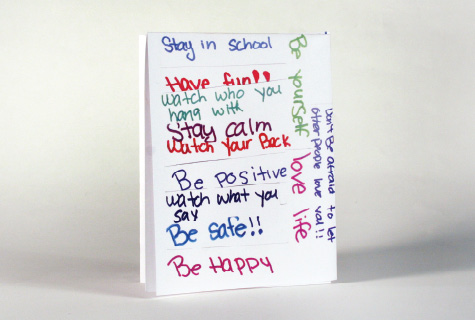 Stay in school
Have fun!!
watch who you
hang with
Stay calm
watch Your Back
Be Positive
watch what you
say
Be safe!!
Be Happy
Be yourself
love life
Don't Be afraid to let
other people love you!!